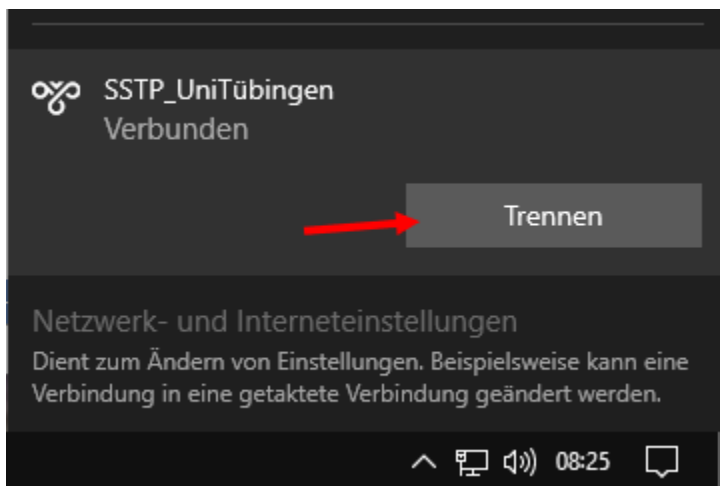 SSTP_UniTübingen
Verbunden
Trennen
Netzwerk- und Interneteinstellungen
Dient zum Ändern von Einstellungen. Beispielsweise kann eine
Verbindung in eine getaktete Verbindung geändert werden.
08:25